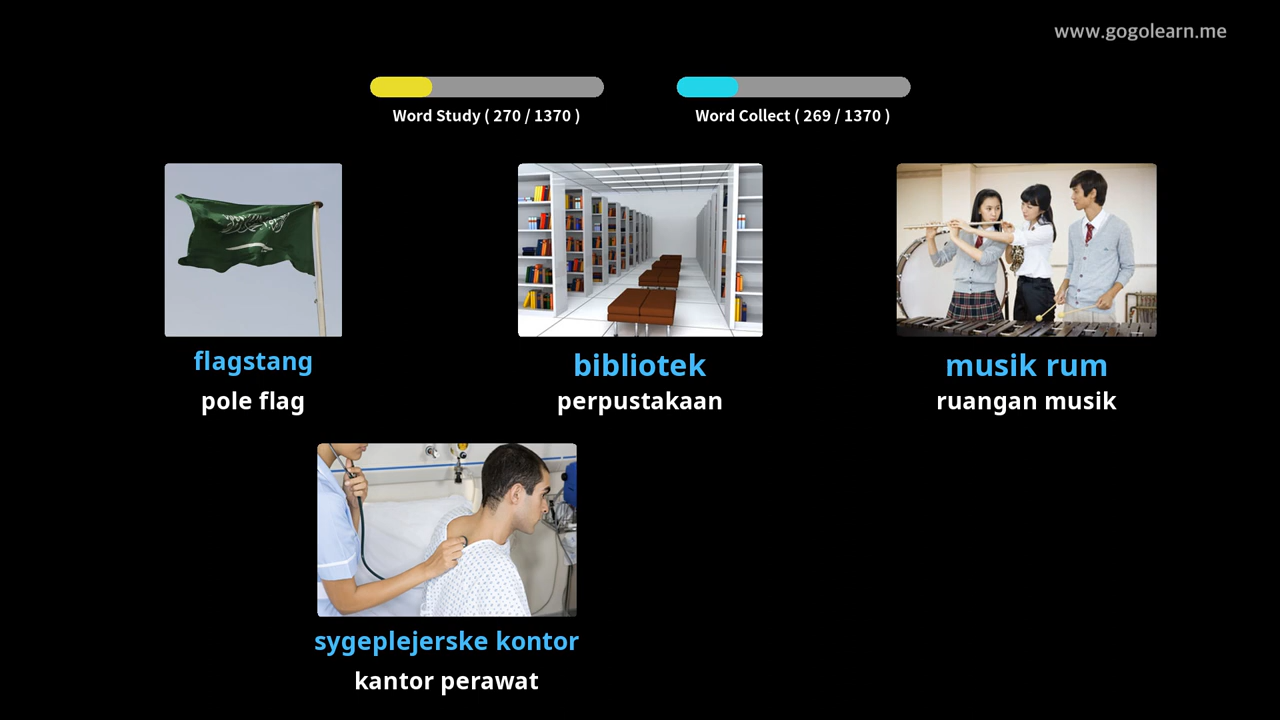 www.gogolearn.me
Word Study ( 270 / 1370 )
Word Collect ( 269 / 1370 )
flagstang
pole flag
bibliotek
perpustakaan
musik rum
ruangan musik
sygeplejerske kontor
kantor perawat